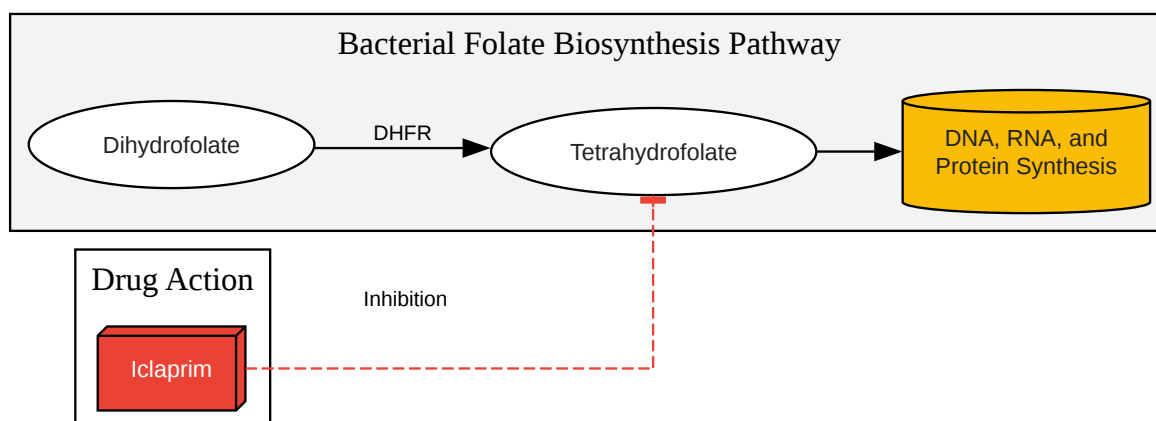 Bacterial Folate Biosynthesis Pathway
Dihydrofolate
DHFR
Tetrahydrofolate
DNA, RNA, and
Protein Synthesis
Drug Action
Inhibition
Iclaprim